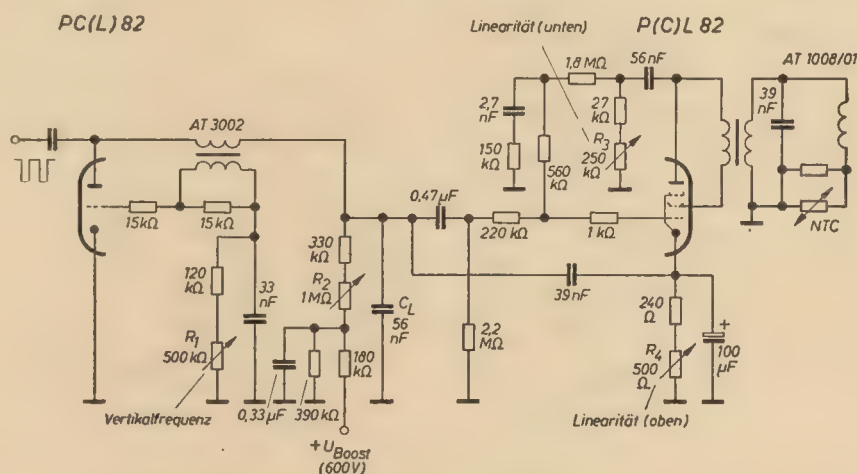 PC(L) 82
P(C)L 82
Linearität (unten)
AT 1008/01
1,8 MΩ
56 nF
AT 3002
2,7
nF
27
kΩ
39
nF
150
kΩ
R3
250
kΩ
560
kΩ
0,47 µF
15 kΩ
15 kΩ
220 kΩ
1 kΩ
NTC
330
kΩ
120
kΩ
33
nF
R2
1 MΩ
CL
56
nF
39 nF
240
Ω
R1
500 kΩ
2,2
MΩ
180
kΩ
R4
500
Ω
+
100
µF
Vertikalfrequenz
0,33 µF
390 kΩ
Linearität (oben)
+ UBoost
(600V)